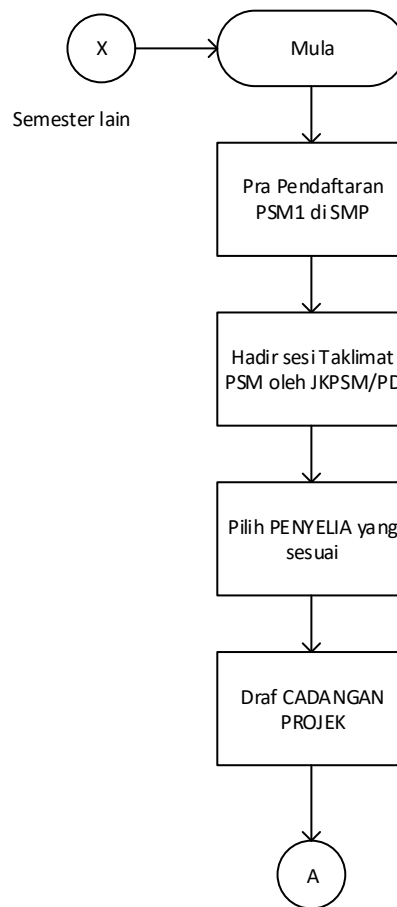 X
Mula
Semester lain
Pra Pendaftaran
PSM1 di SMP
Hadir sesi Taklimat
PSM oleh JKPSM/PD
Pilih PENYELIA yang
sesuai
Draf CADANGAN
PROJEK
A